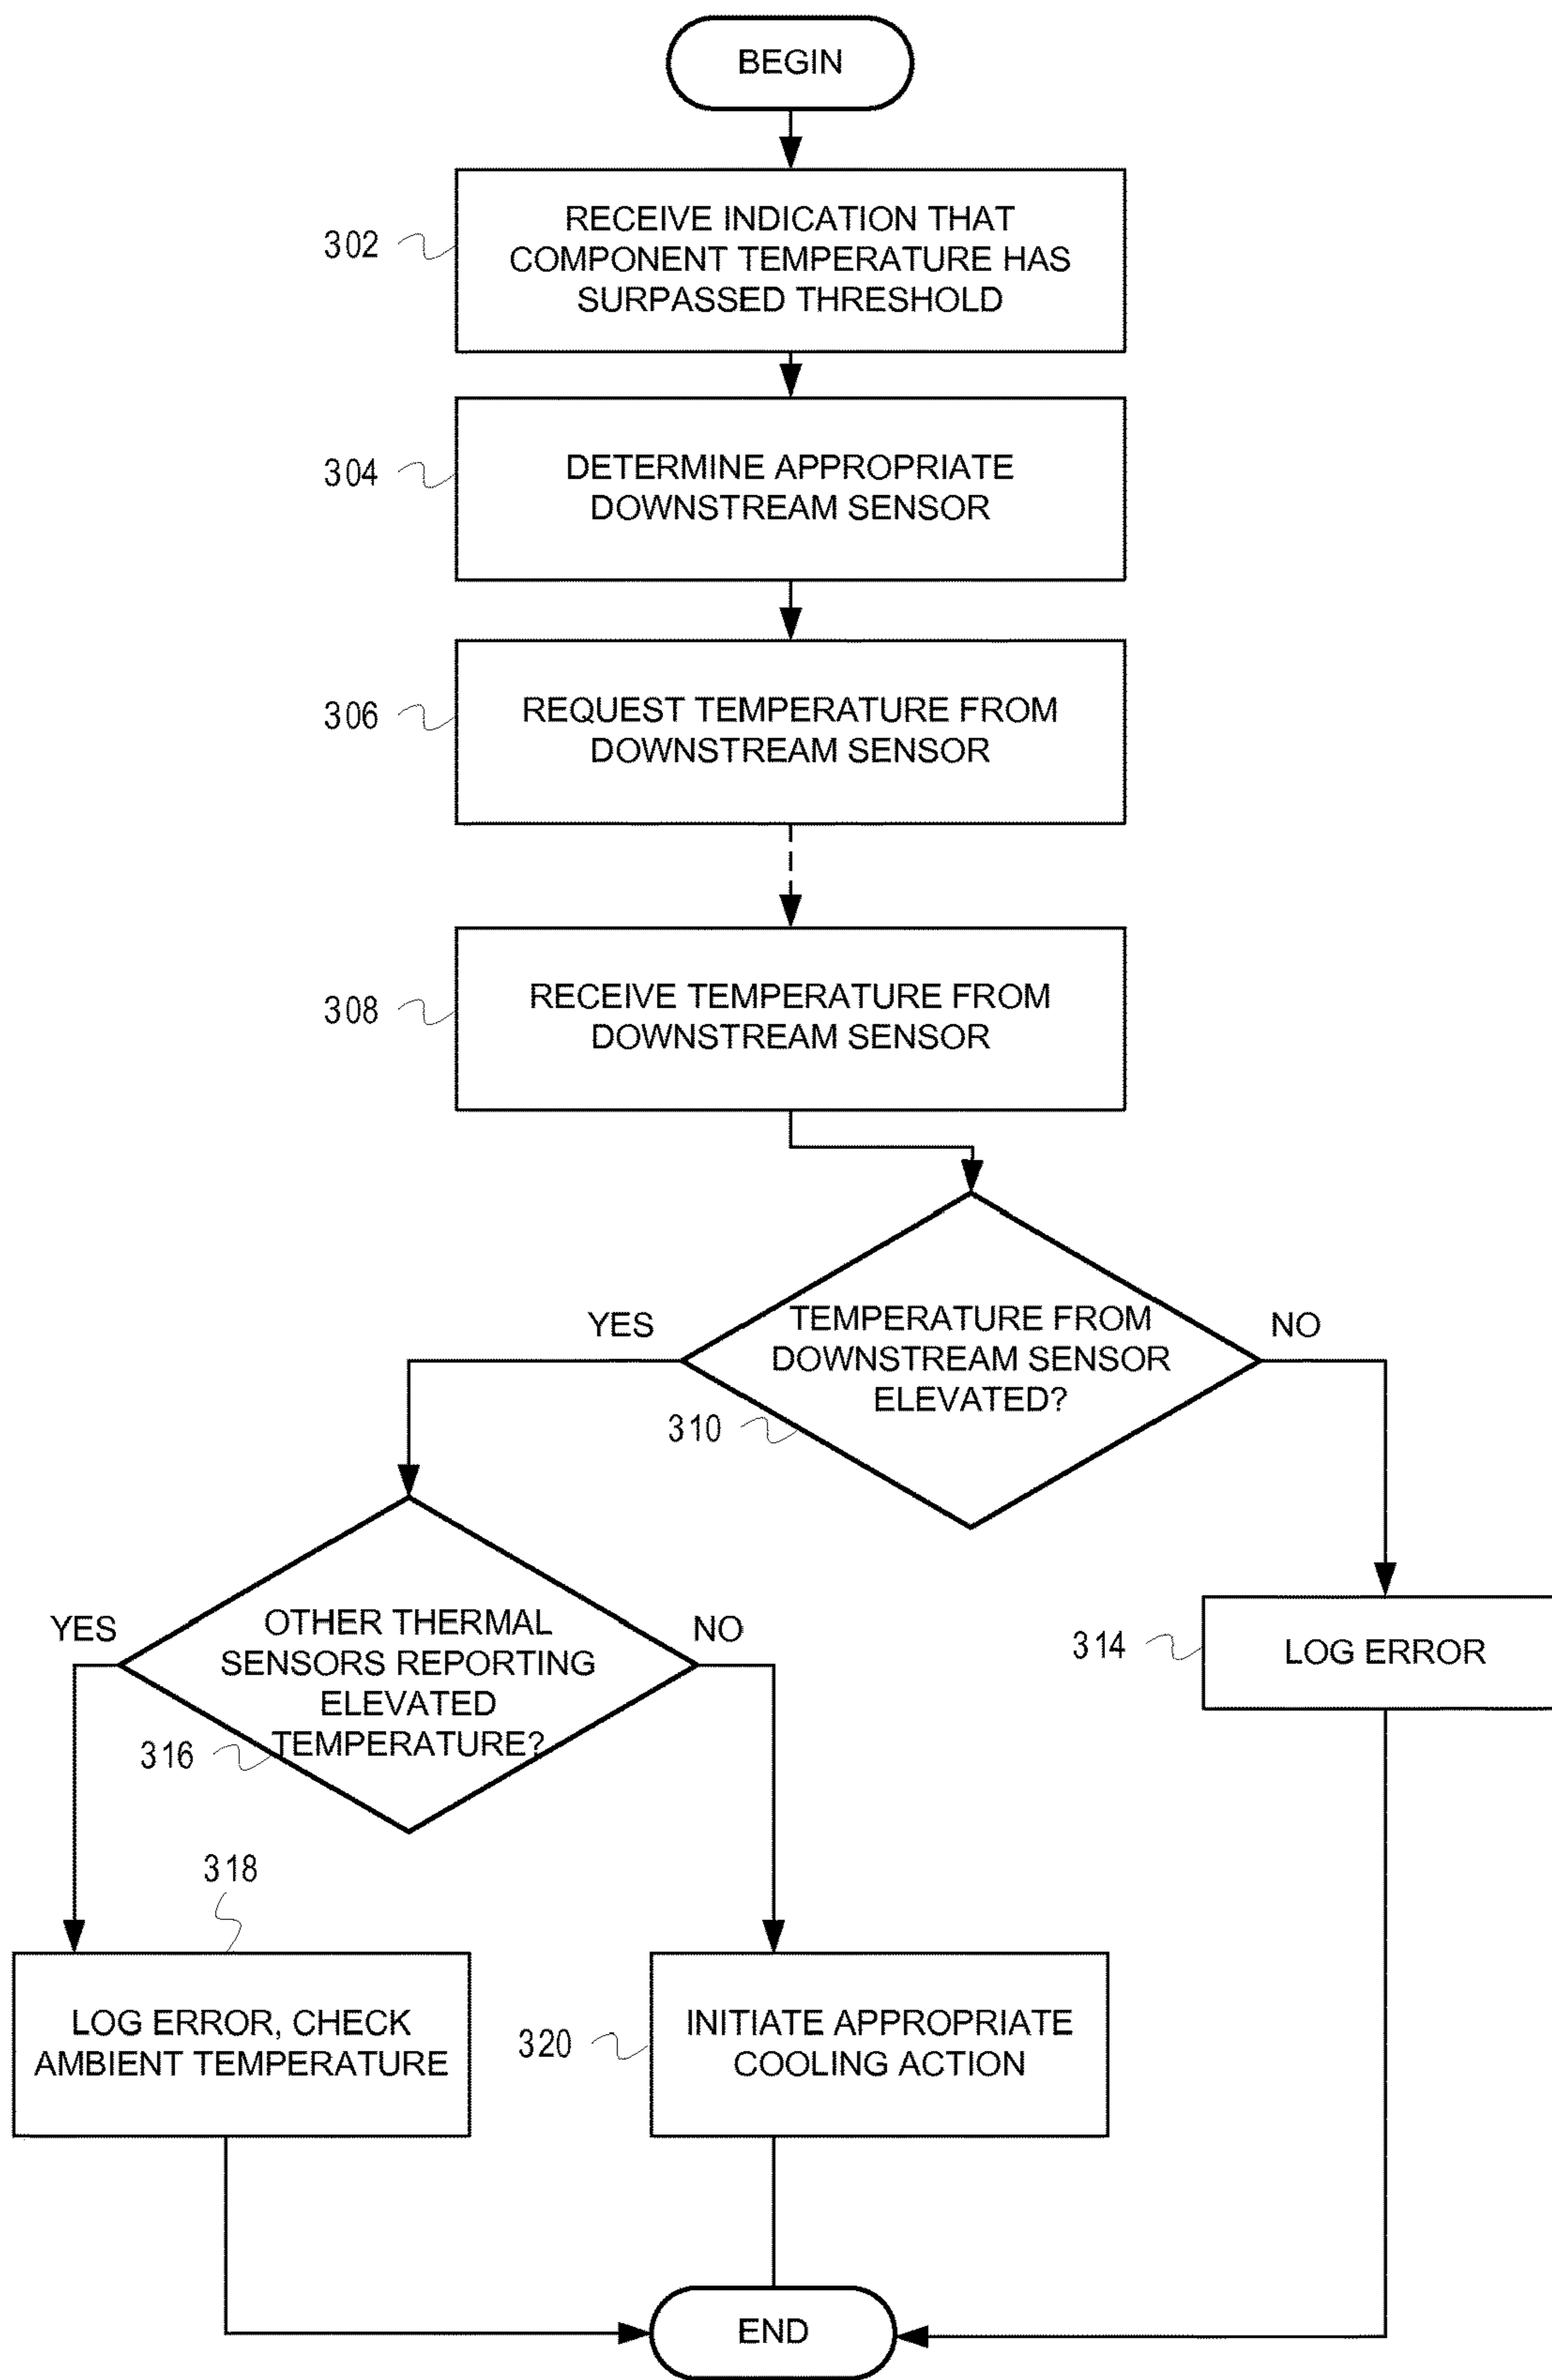 BEGIN
302
RECEIVE INDICATION THAT
COMPONENT TEMPERATURE HAS
SURPASSED THRESHOLD
304
DETERMINE APPROPRIATE
DOWNSTREAM SENSOR
306
REQUEST TEMPERATURE FROM
DOWNSTREAM SENSOR
308
RECEIVE TEMPERATURE FROM
DOWNSTREAM SENSOR
YES
TEMPERATURE FROM
DOWNSTREAM SENSOR
ELEVATED?
NO
310
YES
OTHER THERMAL
SENSORS REPORTING
ELEVATED
TEMPERATURE?
NO
316
314
LOG ERROR
318
LOG ERROR, CHECK
AMBIENT TEMPERATURE
320
INITIATE APPROPRIATE
COOLING ACTION
END